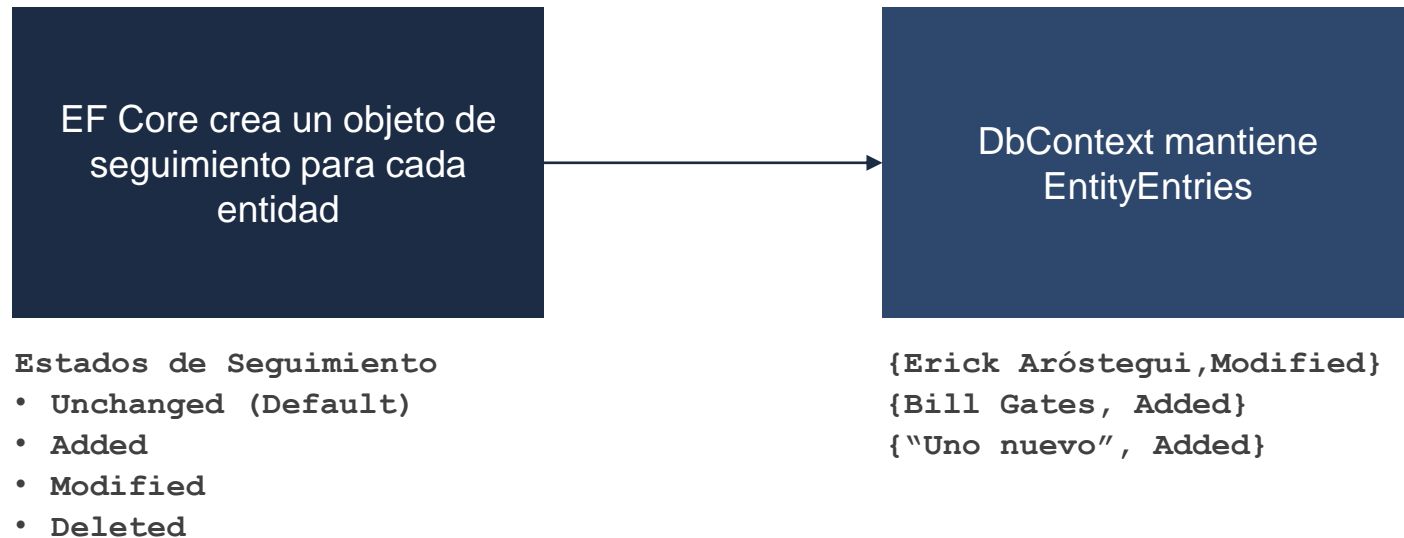 EF Core crea un objeto de
seguimiento para cada
entidad
DbContext mantiene
EntityEntries
Estados de Seguimiento
• Unchanged (Default)
• Added
• Modified
• Deleted
{Erick Aróstegui,Modified}
{Bill Gates, Added}
{“Uno nuevo”, Added}